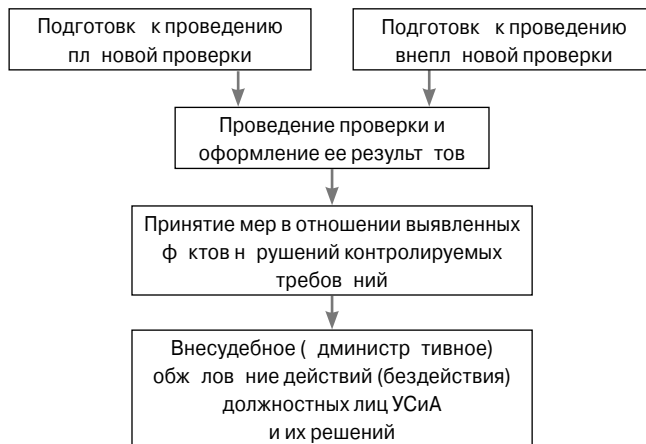 Подготовк к проведению
пл новой проверки
Подготовк к проведению
внепл новой проверки
Проведение проверки и
оформление ее результ тов
Принятие мер в отношении выявленных
ф ктов н рушений контролируемых
требов ний
Внесудебное ( дминистр тивное)
обж лов ние действий (бездействия)
должностных лиц УСиА
и их решений